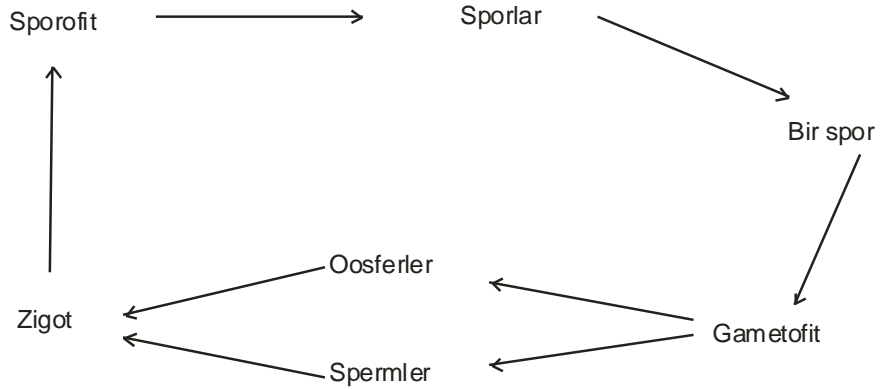 Sporofit
Sporlar
Bir spor
Oosferler
Zigot
Gametofit
Spermler